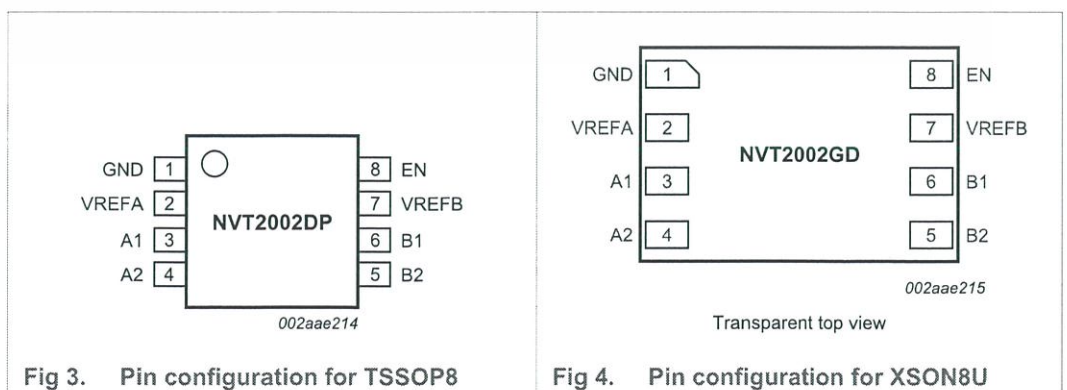 GND 1 8 EN
VREFA 2 7 VREFB
NVT2002DP
A1 3 6 B1
A2 4 5 B2
002aae214
Fig 3. Pin configuration for TSSOP8
GND 1 8 EN
VREFA 2 7 VREFB
NVT2002GD
A1 3 6 B1
A2 4 5 B2
002aae215
Transparent top view
Fig 4. Pin configuration for XSON8U